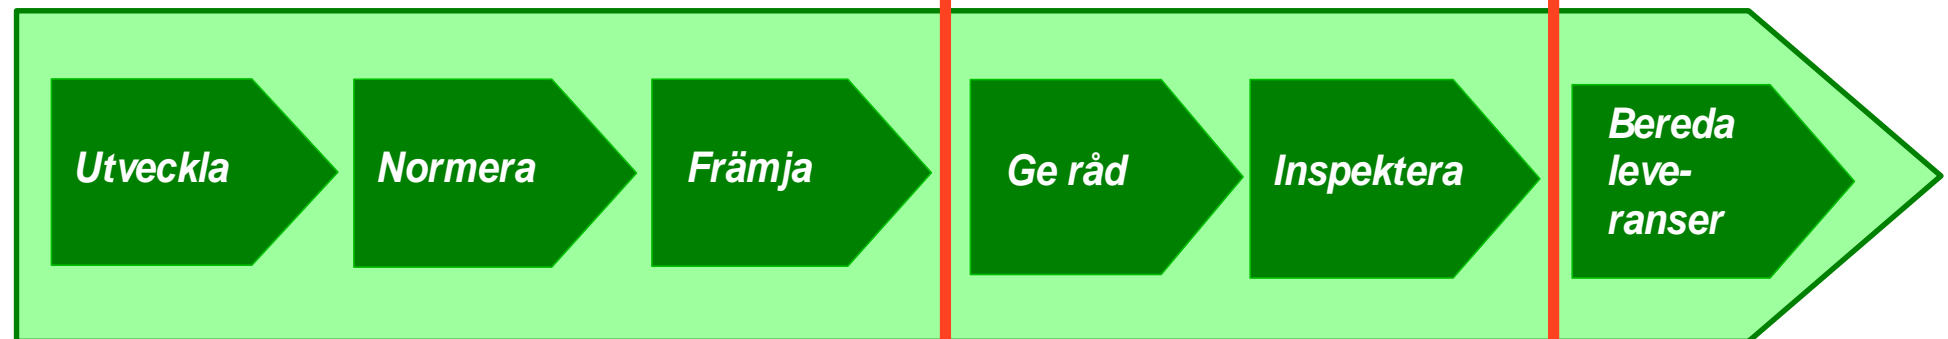 Utveckla
Normera
Främja
Ge råd
Inspektera
Bereda
leve-
ranser